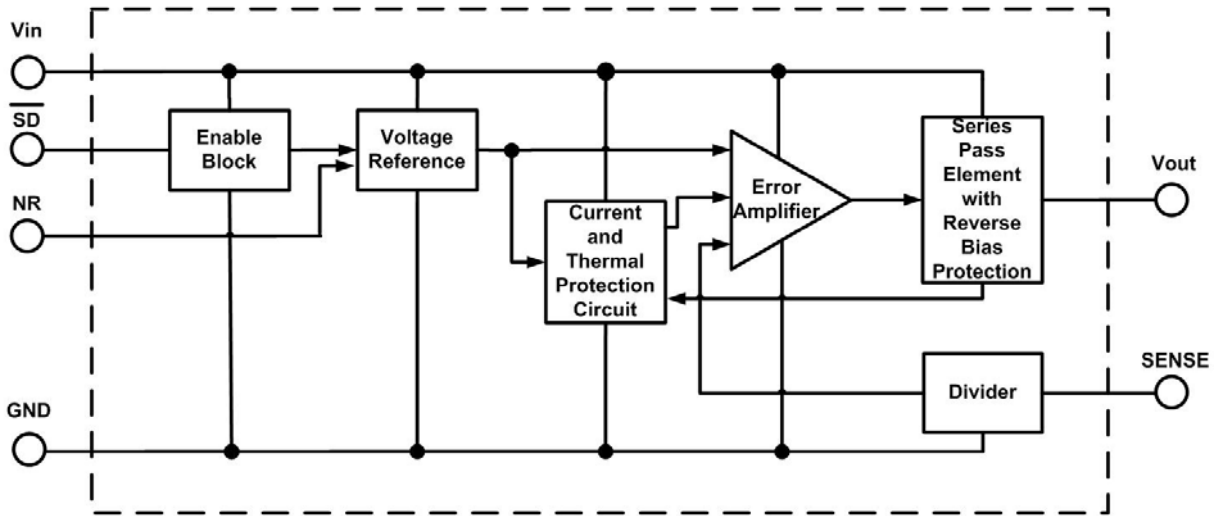 Vin
SD
NR
GND
Enable
Block
Voltage
Reference
Current
and
Thermal
Protection
Circuit
Error
Amplifier
Series
Pass
Element
with
Reverse
Bias
Protection
Divider
Vout
SENSE